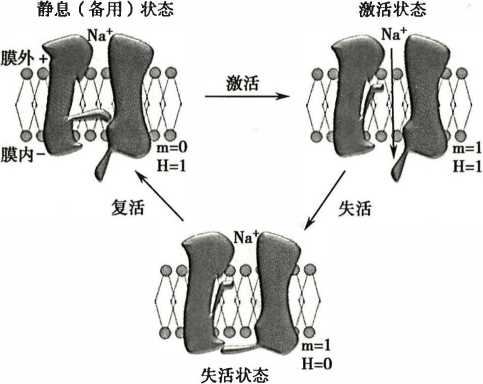 静息（备用）状态
激活状态
Na⁺
Na⁺
膜外 +
激活
膜内 −
m=0
H=1
m=1
H=1
复活
失活
Na⁺
m=1
H=0
失活状态